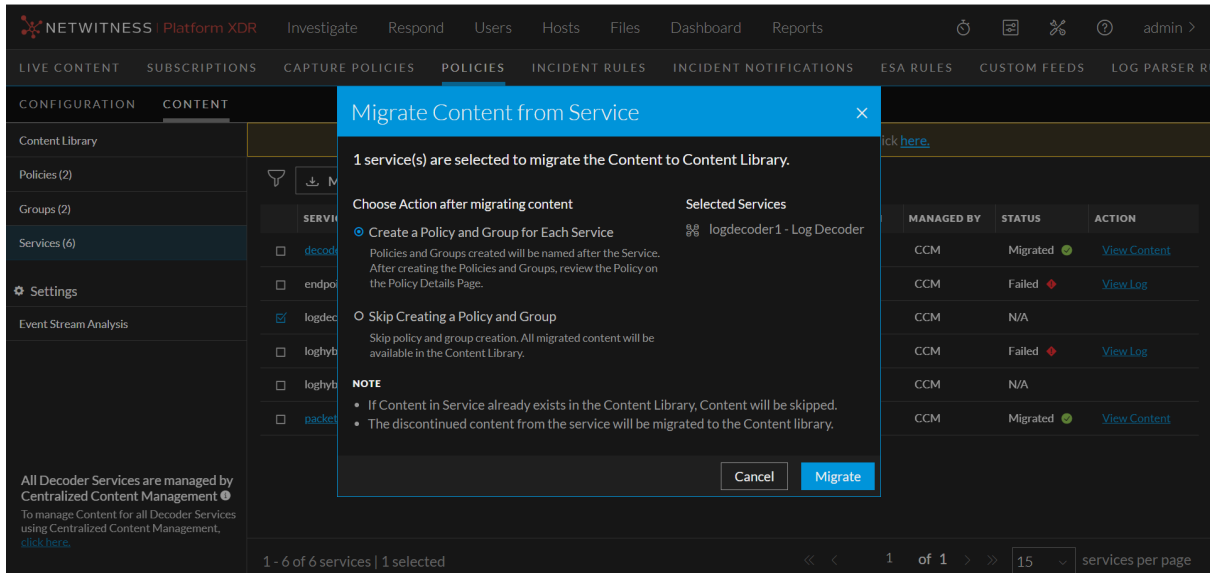 NETWITNESS Platform XDR Investigate Respond Users Hosts Files Dashboard Reports admin >
LIVE CONTENT SUBSCRIPTIONS CAPTURE POLICIES POLICIES INCIDENT RULES INCIDENT NOTIFICATIONS ESA RULES CUSTOM FEEDS LOG PARSER R
CONFIGURATION CONTENT
Migrate Content from Service ×
Content Library
ick here.
1 service(s) are selected to migrate the Content to Content Library.
Policies (2)
M
Groups (2)
Choose Action after migrating content Selected Services
SERVI MANAGED BY STATUS ACTION
Create a Policy and Group for Each Service logdecoder1 - Log Decoder
Services (6)
Policies and Groups created will be named after the Service.
decode CCM Migrated View Content
After creating the Policies and Groups, review the Policy on
the Policy Details Page.
Settings
endpoi CCM Failed View Log
Skip Creating a Policy and Group
logdec CCM N/A
Event Stream Analysis
Skip policy and group creation. All migrated content will be
available in the Content Library.
loghyb CCM Failed View Log
NOTE
loghyb CCM N/A
• If Content in Service already exists in the Content Library, Content will be skipped.
• The discontinued content from the service will be migrated to the Content library.
packet CCM Migrated View Content
Cancel Migrate
All Decoder Services are managed by
Centralized Content Management
To manage Content for all Decoder Services
using Centralized Content Management,
click here.
1 - 6 of 6 services | 1 selected << < 1 of 1 > >> 15 services per page